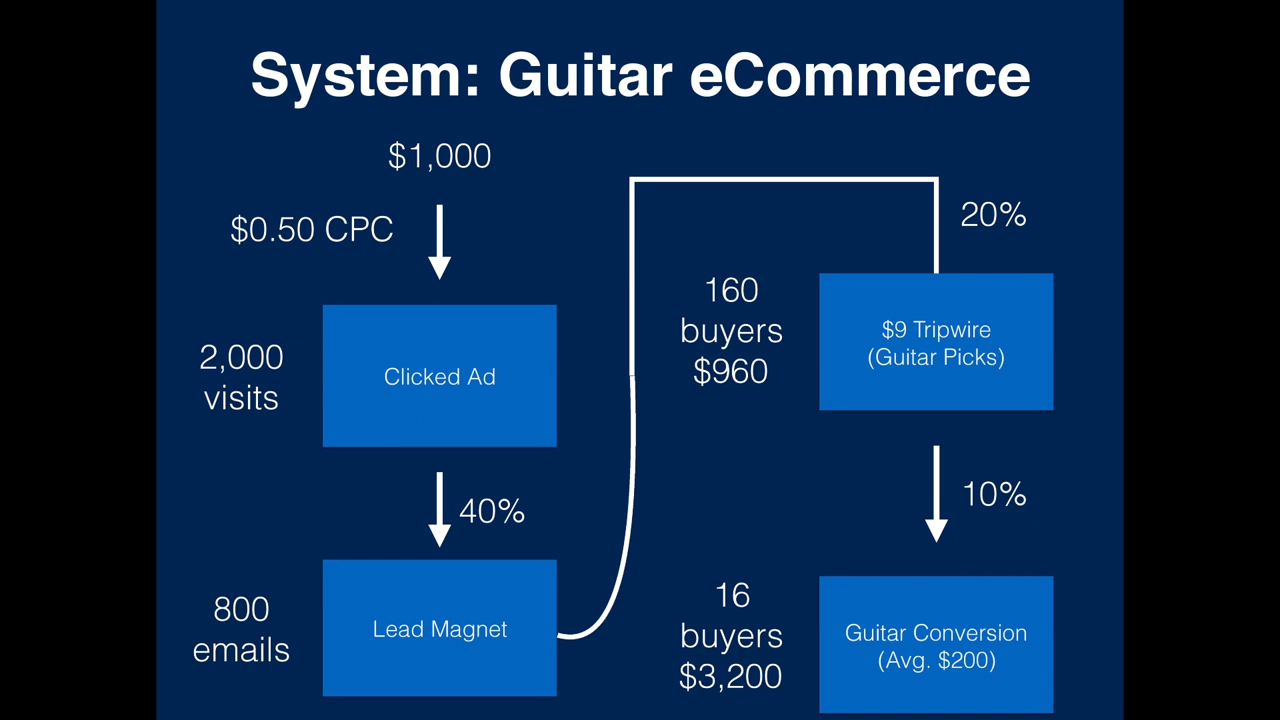 System: Guitar eCommerce
$1,000
$0.50 CPC
2,000
visits
Clicked Ad
40%
800
emails
Lead Magnet
20%
160
buyers
$960
$9 Tripwire
(Guitar Picks)
10%
16
buyers
$3,200
Guitar Conversion
(Avg. $200)